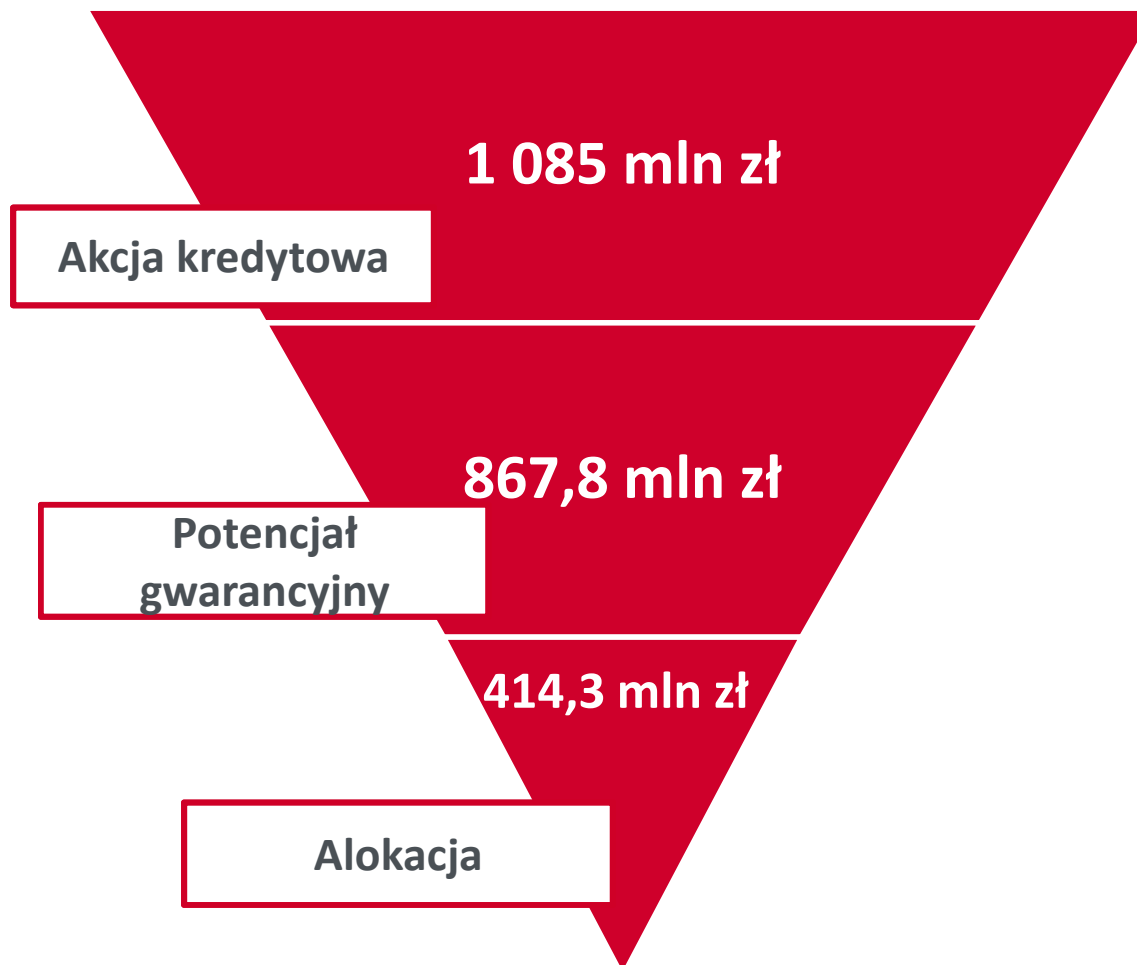 1 085 mln zł
Akcja kredytowa
867,8 mln zł
Potencjał
gwarancyjny
414,3 mln zł
Alokacja